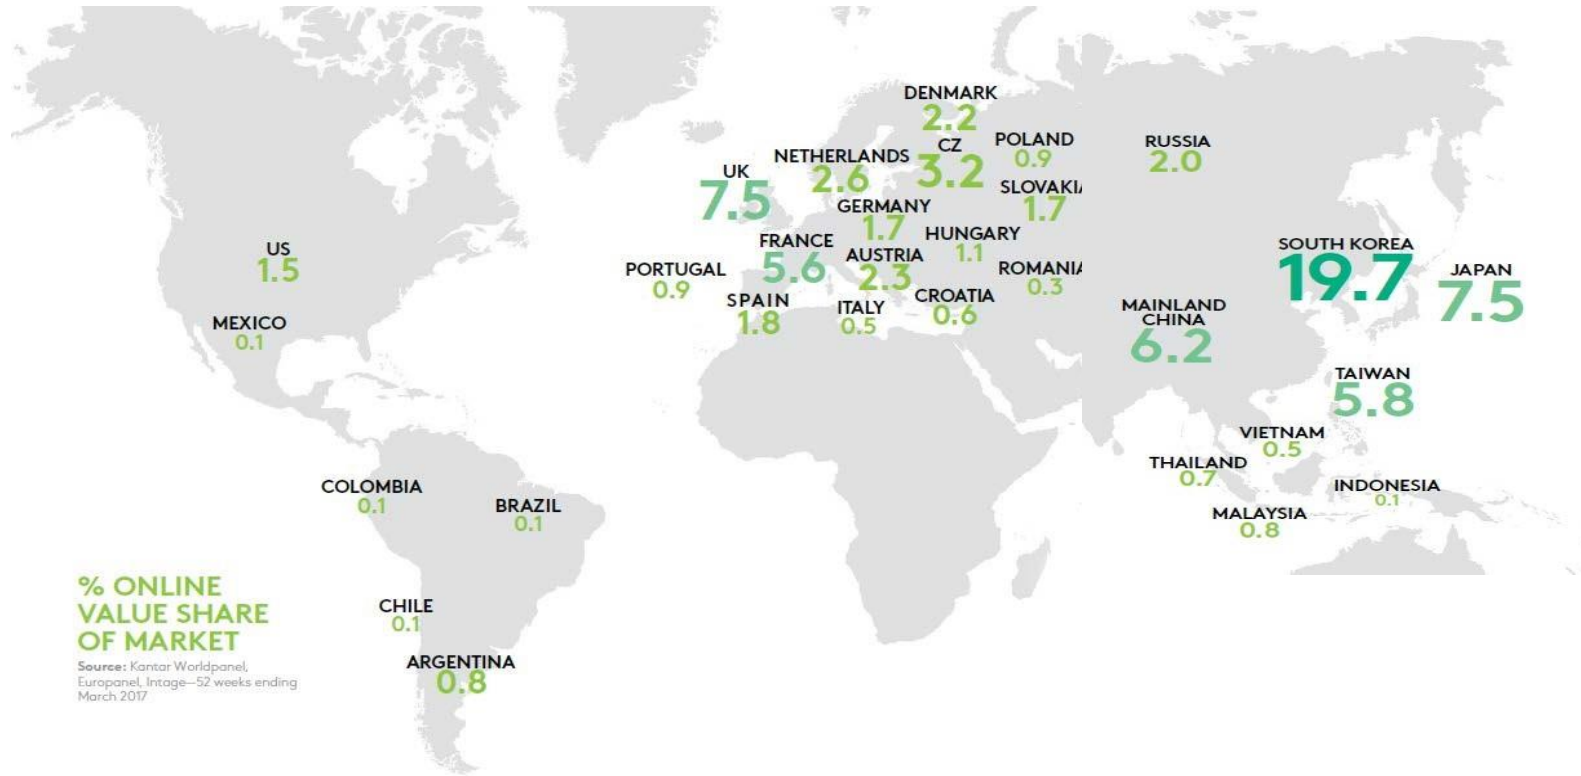 DENMARK
2.2
CZ
3.2
POLAND
0.9
RUSSIA
2.0
NETHERLANDS
2.6
UK
7.5
SLOVAKIA
1.7
GERMANY
1.7
HUNGARY
1.1
FRANCE
5.6
AUSTRIA
2.3
ROMANIA
0.3
PORTUGAL
0.9
SPAIN
1.8
ITALY
0.5
CROATIA
0.6
US
1.5
MEXICO
0.1
SOUTH KOREA
19.7
JAPAN
7.5
MAINLAND
CHINA
6.2
TAIWAN
5.8
VIETNAM
0.5
THAILAND
0.7
INDONESIA
0.1
MALAYSIA
0.8
COLOMBIA
0.1
BRAZIL
0.1
CHILE
0.1
ARGENTINA
0.8
% ONLINE
VALUE SHARE
OF MARKET
Source: Kantar Worldpanel,
Europanel, Intage—52 weeks ending
March 2017